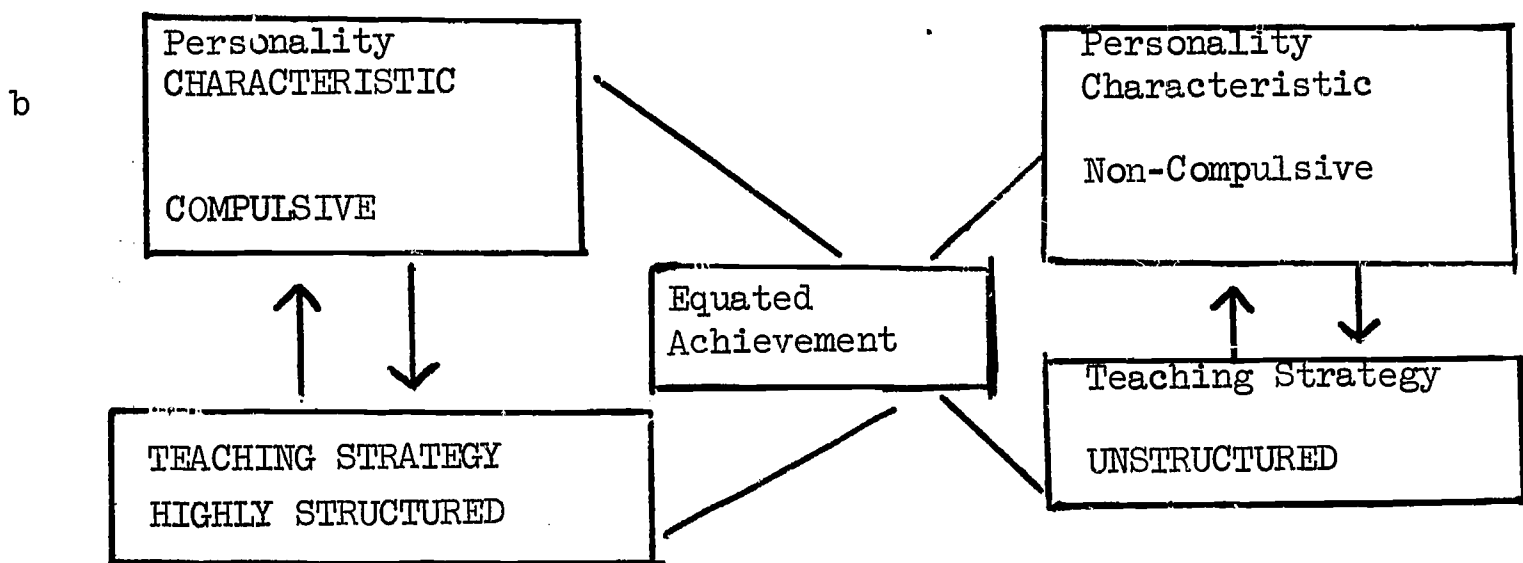 b
Personality
CHARACTERISTIC
COMPULSIVE
Personality
Characteristic
Non-Compulsive
Equated
Achievement
TEACHING STRATEGY
HIGHLY STRUCTURED
Teaching Strategy
UNSTRUCTURED